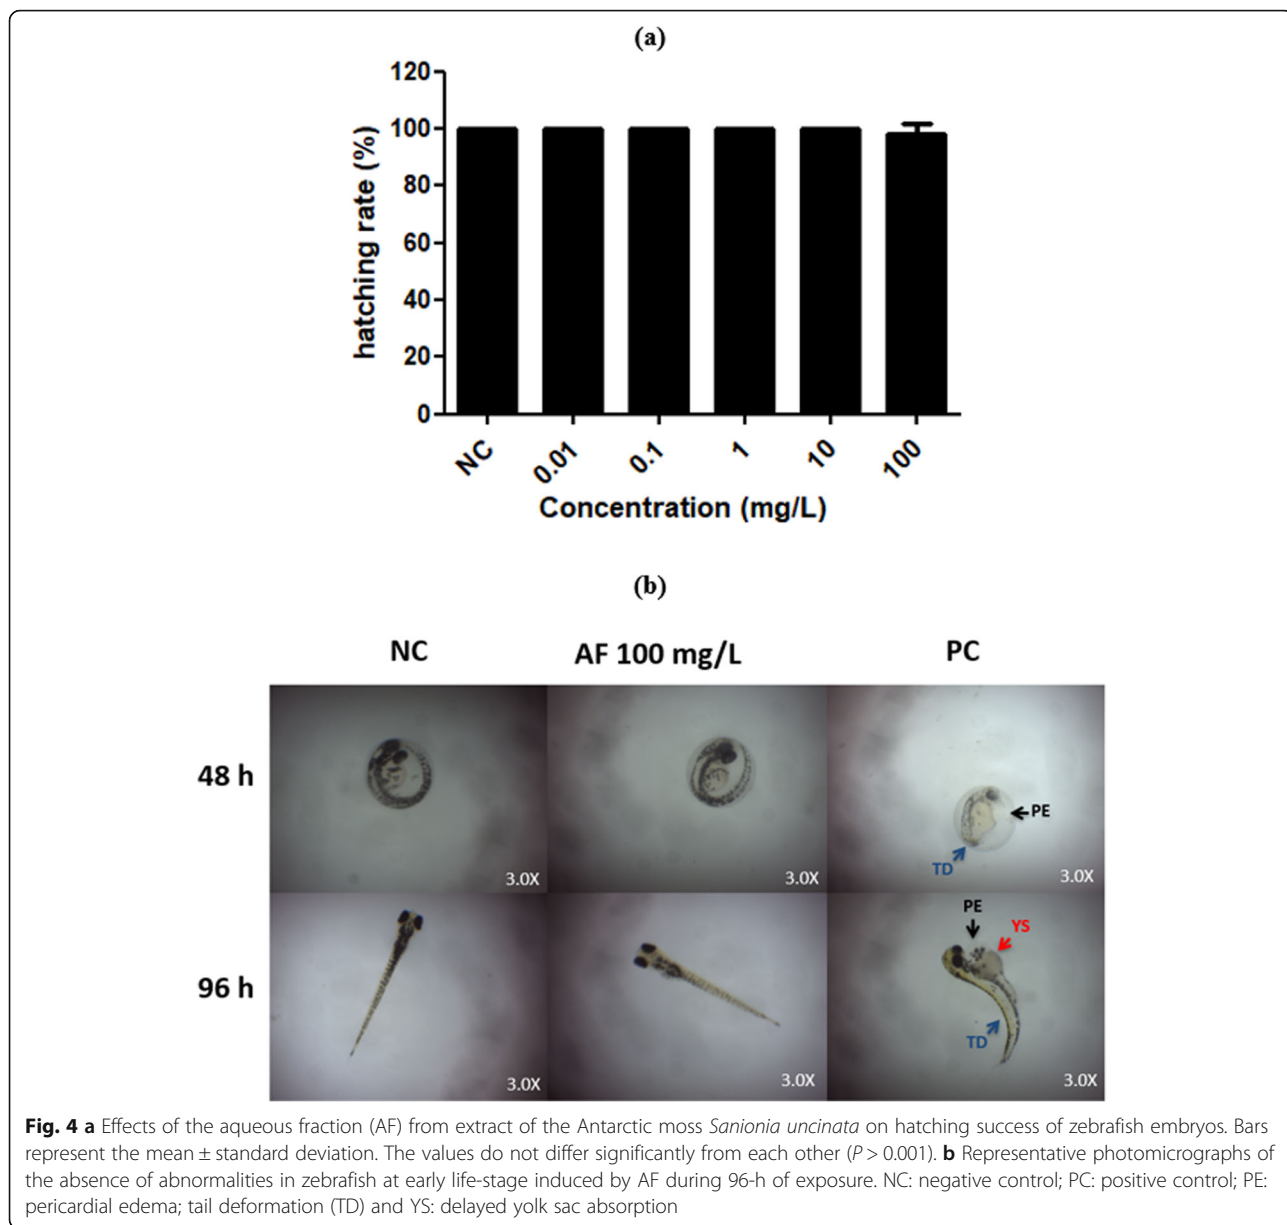 (a)
120
100
80
60
40
20
0
hatching rate (%)
NC 0.01 0.1 1 10 100
Concentration (mg/L)
(b)
NC AF 100 mg/L PC
48 h
PE
TD
3.0X 3.0X 3.0X
96 h
PE
YS
TD
3.0X 3.0X 3.0X
Fig. 4 a Effects of the aqueous fraction (AF) from extract of the Antarctic moss Sanionia uncinata on hatching success of zebrafish embryos. Bars
represent the mean ± standard deviation. The values do not differ significantly from each other (P > 0.001). b Representative photomicrographs of
the absence of abnormalities in zebrafish at early life-stage induced by AF during 96-h of exposure. NC: negative control; PC: positive control; PE:
pericardial edema; tail deformation (TD) and YS: delayed yolk sac absorption